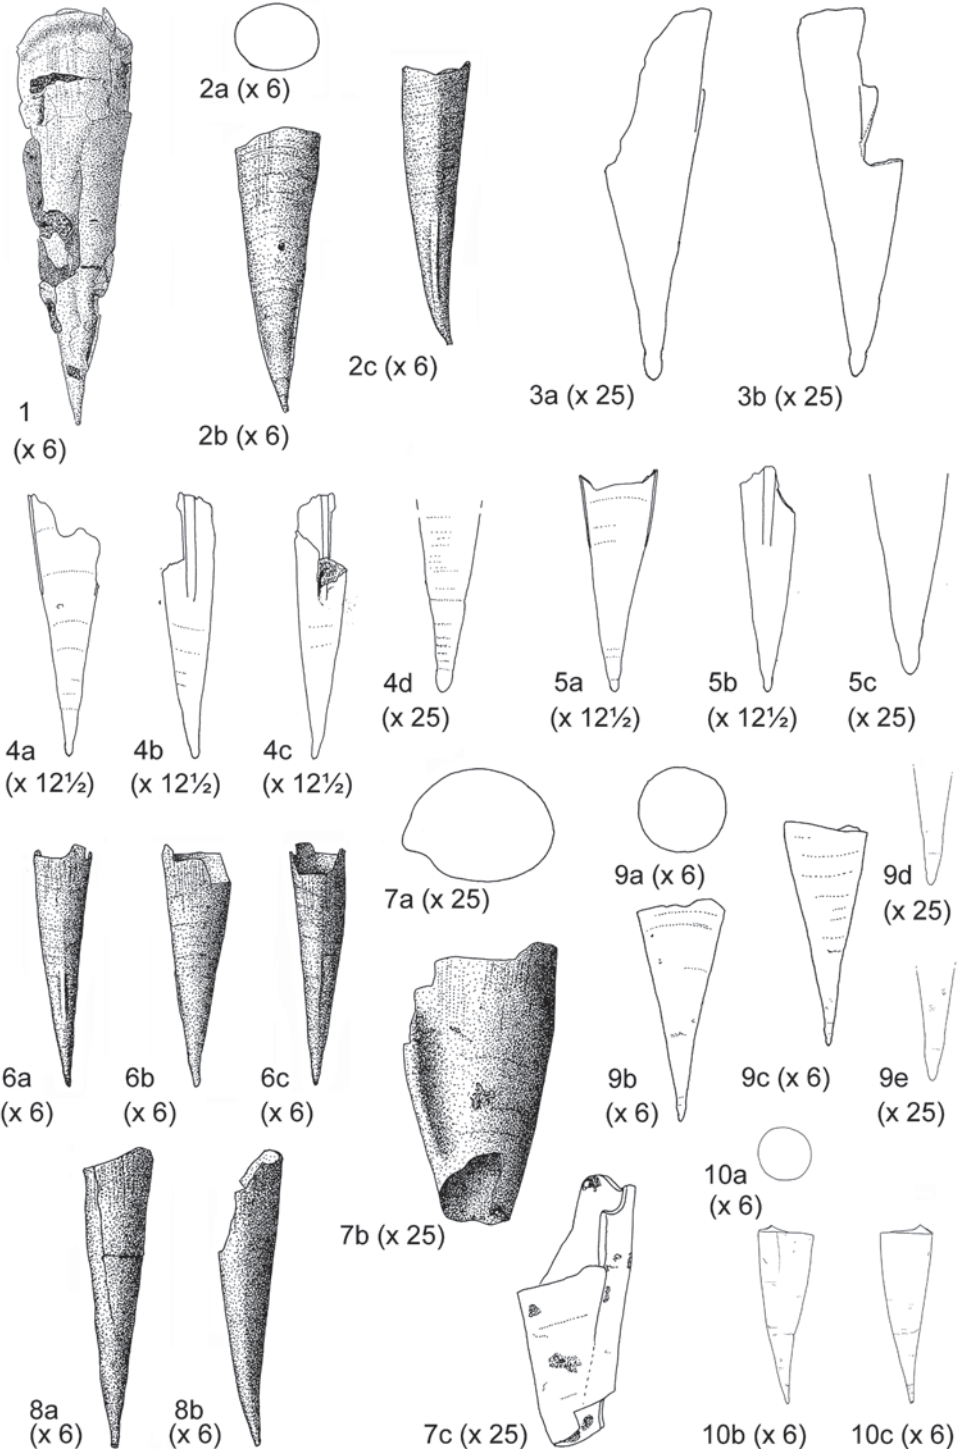 1
(x 6)
2a (x 6)
2b (x 6)
2c (x 6)
3a (x 25)
3b (x 25)
4a
(x 12½)
4b
(x 12½)
4c
(x 12½)
4d
(x 25)
5a
(x 12½)
5b
(x 12½)
5c
(x 25)
6a
(x 6)
6b
(x 6)
6c
(x 6)
7a (x 25)
7b (x 25)
7c (x 25)
8a
(x 6)
8b
(x 6)
9a (x 6)
9b
(x 6)
9c (x 6)
9d
(x 25)
9e
(x 25)
10a
(x 6)
10b (x 6)
10c (x 6)